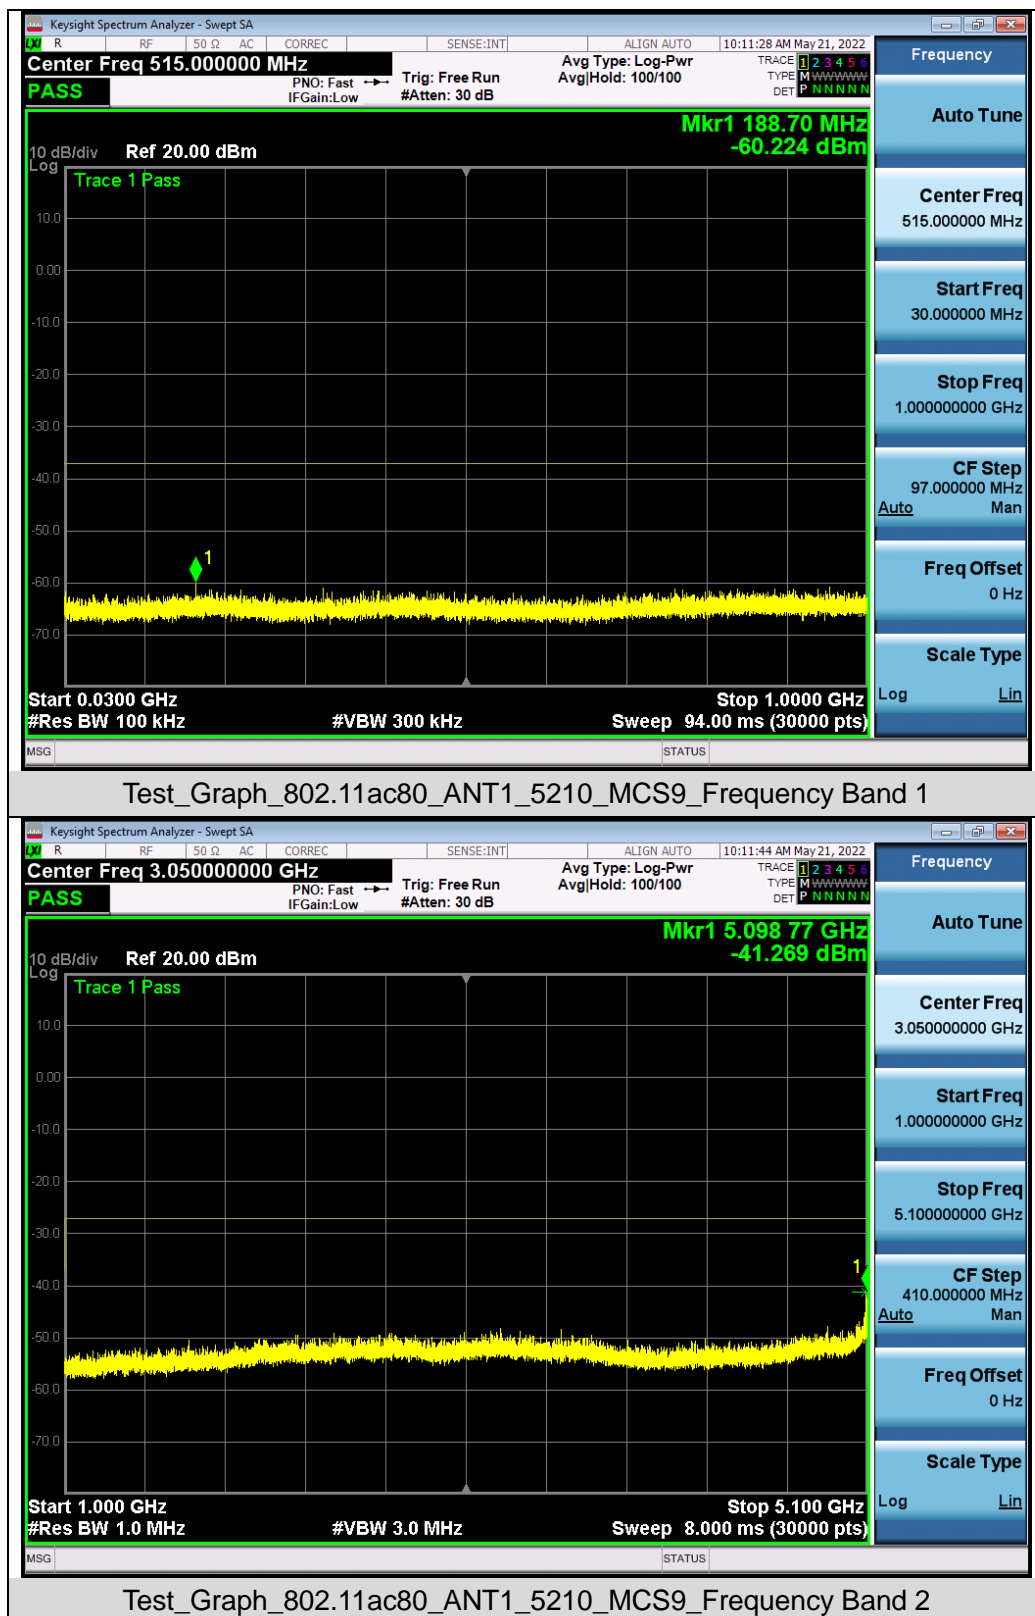 Keysight Spectrum Analyzer - Swept SA
LXI R RF 50 Ω AC CORREC SENSE:INT ALIGN AUTO 10:11:28 AM May 21, 2022
Center Freq 515.000000 MHz
PASS
PNO: Fast
IFGain:Low
Trig: Free Run
#Atten: 30 dB
Avg Type: Log-Pwr
Avg|Hold: 100/100
TRACE 1 2 3 4 5 6
TYPE M WWWWW
DET P N N N N N
Mkr1 188.70 MHz
-60.224 dBm
10 dB/div Ref 20.00 dBm
Log
Trace 1 Pass
10.0
0.00
-10.0
-20.0
-30.0
-40.0
-50.0
1
-60.0
-70.0
Start 0.0300 GHz Stop 1.0000 GHz
#Res BW 100 kHz #VBW 300 kHz Sweep 94.00 ms (30000 pts)
MSG STATUS
Frequency
Auto Tune
Center Freq
515.000000 MHz
Start Freq
30.000000 MHz
Stop Freq
1.000000000 GHz
CF Step
97.000000 MHz
Auto Man
Freq Offset
0 Hz
Scale Type
Log Lin
Test_Graph_802.11ac80_ANT1_5210_MCS9_Frequency Band 1
Keysight Spectrum Analyzer - Swept SA
LXI R RF 50 Ω AC CORREC SENSE:INT ALIGN AUTO 10:11:44 AM May 21, 2022
Center Freq 3.050000000 GHz
PASS
PNO: Fast
IFGain:Low
Trig: Free Run
#Atten: 30 dB
Avg Type: Log-Pwr
Avg|Hold: 100/100
TRACE 1 2 3 4 5 6
TYPE M WWWWW
DET P N N N N N
Mkr1 5.098 77 GHz
-41.269 dBm
10 dB/div Ref 20.00 dBm
Log
Trace 1 Pass
10.0
0.00
-10.0
-20.0
-30.0
1
-40.0
-50.0
-60.0
-70.0
Start 1.000 GHz Stop 5.100 GHz
#Res BW 1.0 MHz #VBW 3.0 MHz Sweep 8.000 ms (30000 pts)
MSG STATUS
Frequency
Auto Tune
Center Freq
3.050000000 GHz
Start Freq
1.000000000 GHz
Stop Freq
5.100000000 GHz
CF Step
410.000000 MHz
Auto Man
Freq Offset
0 Hz
Scale Type
Log Lin
Test_Graph_802.11ac80_ANT1_5210_MCS9_Frequency Band 2